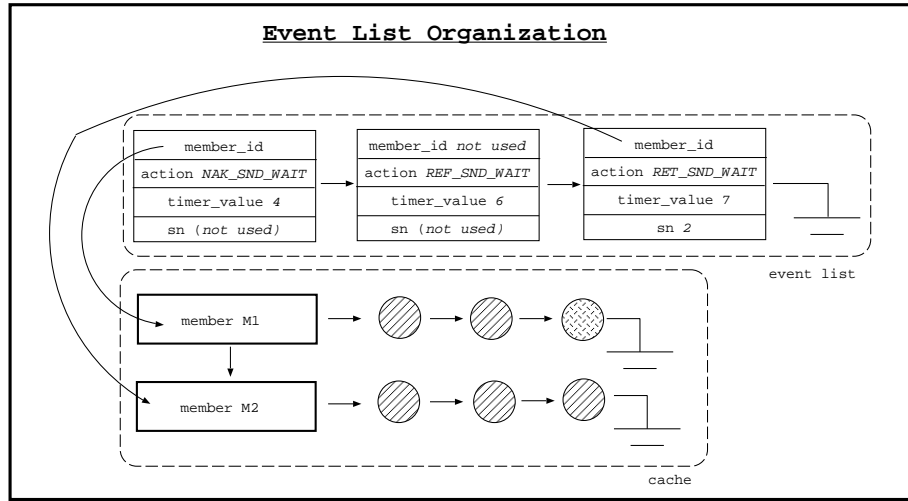 Event List Organization
member_id
action NAK_SND_WAIT
timer_value 4
sn (not used)
member_id not used
action REF_SND_WAIT
timer_value 6
sn (not used)
member_id
action RET_SND_WAIT
timer_value 7
sn 2
event list
member M1
member M2
cache